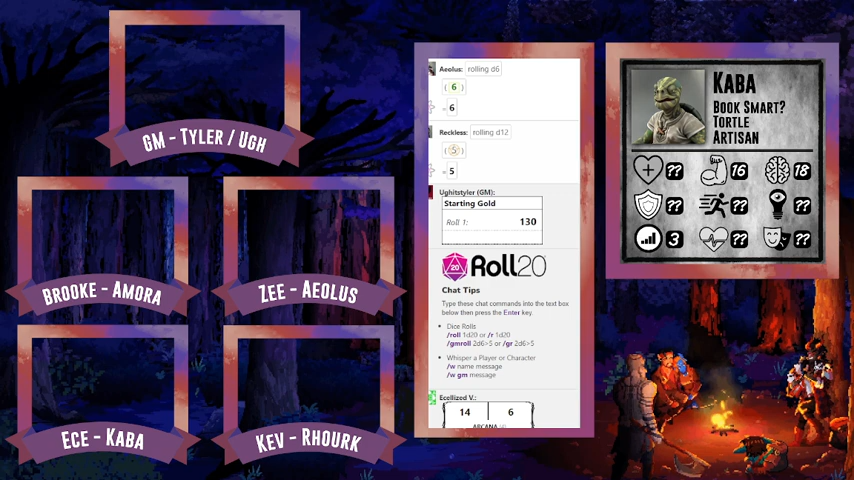 GM - Tyler / Ugh
Brooke - Amora
Zee - Aeolus
Ece - Kaba
Kev - Rhourk
Aeolus: rolling d6
( 6 )
= 6
Reckless: rolling d12
( 5 )
= 5
Ughitstyler (GM):
Starting Gold
Roll 1: 130
20 Roll20
Chat Tips
Type these chat commands into the text box
below then press the Enter key.
Dice Rolls
/roll 1d20 or /r 1d20
/gmroll 2d6>5 or /gr 2d6>5
Whisper a Player or Character
/w name message
/w gm message
Ecellized V.:
14 6
ARCANA
Kaba
Book Smart?
Tortle
Artisan
?? 16 18
?? ?? ??
3 ?? ??